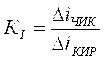 K_I = Δi_ЧИК / Δi_КИР